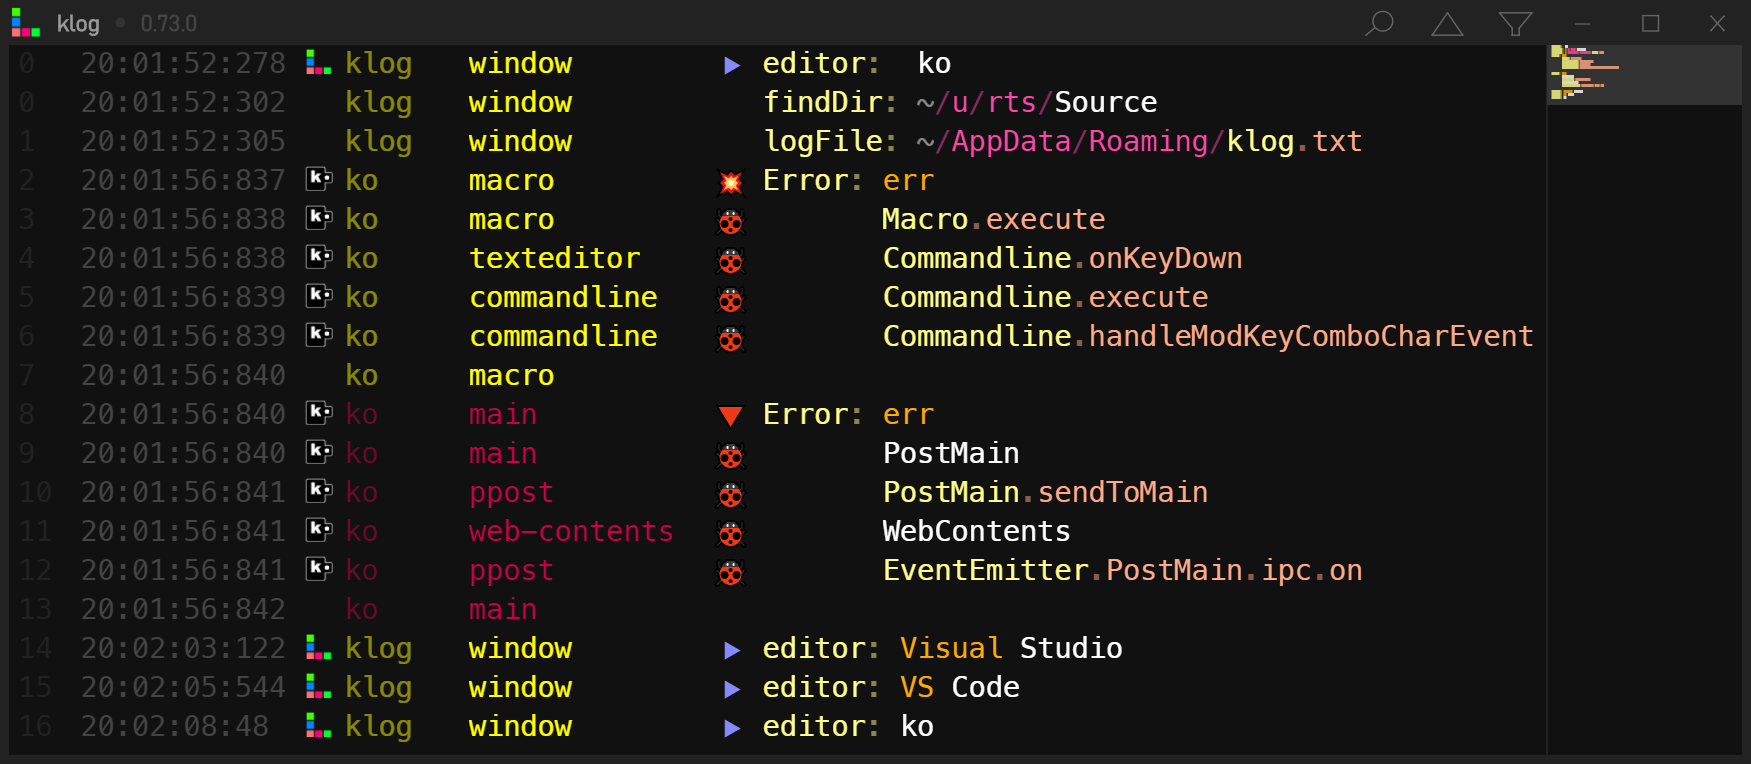 klog ● 0.73.0
0 20:01:52:278 klog window ▶ editor: ko
0 20:01:52:302 klog window findDir: ~/u/rts/Source
1 20:01:52:305 klog window logFile: ~/AppData/Roaming/klog.txt
2 20:01:56:837 k ko macro Error: err
3 20:01:56:838 k ko macro Macro.execute
4 20:01:56:838 k ko texteditor Commandline.onKeyDown
5 20:01:56:839 k ko commandline Commandline.execute
6 20:01:56:839 k ko commandline Commandline.handleModKeyComboCharEvent
7 20:01:56:840 ko macro
8 20:01:56:840 k ko main ▼ Error: err
9 20:01:56:840 k ko main PostMain
10 20:01:56:841 k ko ppost PostMain.sendToMain
11 20:01:56:841 k ko web-contents WebContents
12 20:01:56:841 k ko ppost EventEmitter.PostMain.ipc.on
13 20:01:56:842 ko main
14 20:02:03:122 klog window ▶ editor: Visual Studio
15 20:02:05:544 klog window ▶ editor: VS Code
16 20:02:08:48 klog window ▶ editor: ko